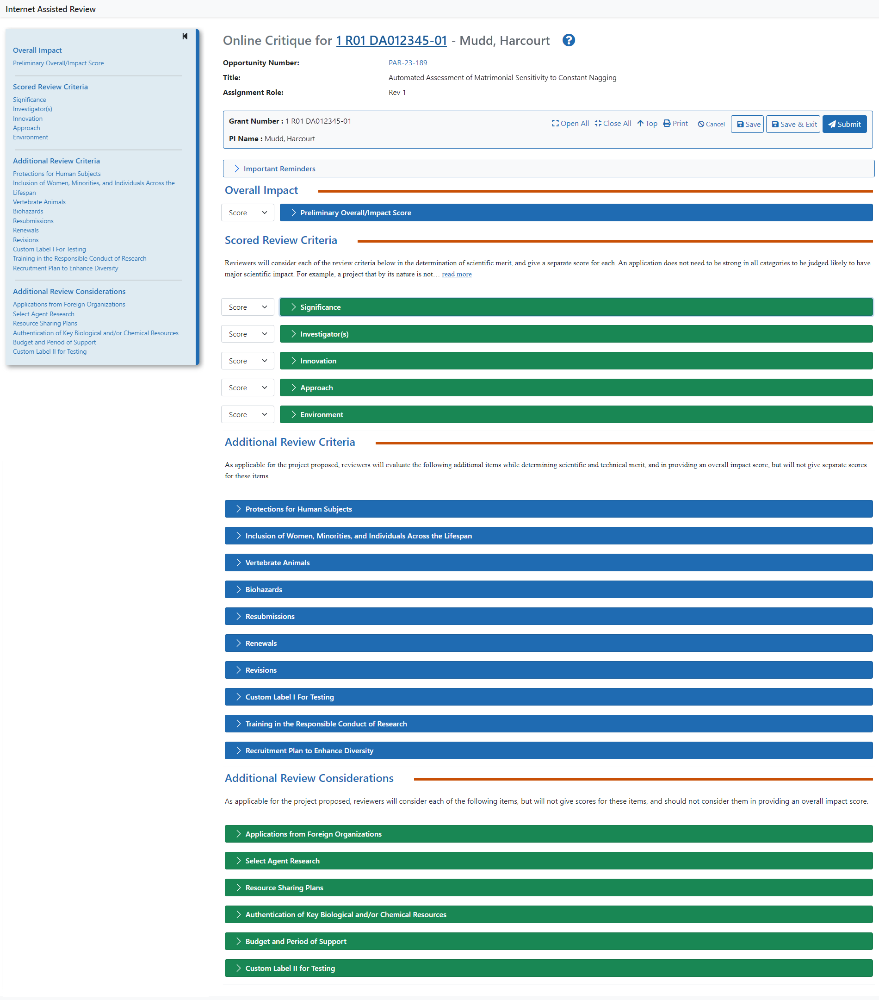 Internet Assisted Review
Overall Impact
Preliminary Overall/Impact Score
Scored Review Criteria
Significance
Investigator(s)
Innovation
Approach
Environment
Additional Review Criteria
Protections for Human Subjects
Inclusion of Women, Minorities, and Individuals Across the
Lifespan
Vertebrate Animals
Biohazards
Resubmissions
Renewals
Revisions
Custom Label I For Testing
Training in the Responsible Conduct of Research
Recruitment Plan to Enhance Diversity
Additional Review Considerations
Applications from Foreign Organizations
Select Agent Research
Resource Sharing Plans
Authentication of Key Biological and/or Chemical Resources
Budget and Period of Support
Custom Label II for Testing
Online Critique for 1 R01 DA012345-01 - Mudd, Harcourt ?
Opportunity Number: PAR-23-189
Title: Automated Assessment of Matrimonial Sensitivity to Constant Nagging
Assignment Role: Rev 1
Grant Number : 1 R01 DA012345-01
Open All Close All Top Print Cancel Save Save & Exit Submit
PI Name : Mudd, Harcourt
Important Reminders
Overall Impact
Score Preliminary Overall/Impact Score
Scored Review Criteria
Reviewers will consider each of the review criteria below in the determination of scientific merit, and give a separate score for each. An application does not need to be strong in all categories to be judged likely to have
major scientific impact. For example, a project that by its nature is not… read more
Score Significance
Score Investigator(s)
Score Innovation
Score Approach
Score Environment
Additional Review Criteria
As applicable for the project proposed, reviewers will evaluate the following additional items while determining scientific and technical merit, and in providing an overall impact score, but will not give separate scores
for these items.
Protections for Human Subjects
Inclusion of Women, Minorities, and Individuals Across the Lifespan
Vertebrate Animals
Biohazards
Resubmissions
Renewals
Revisions
Custom Label I For Testing
Training in the Responsible Conduct of Research
Recruitment Plan to Enhance Diversity
Additional Review Considerations
As applicable for the project proposed, reviewers will consider each of the following items, but will not give scores for these items, and should not consider them in providing an overall impact score.
Applications from Foreign Organizations
Select Agent Research
Resource Sharing Plans
Authentication of Key Biological and/or Chemical Resources
Budget and Period of Support
Custom Label II for Testing